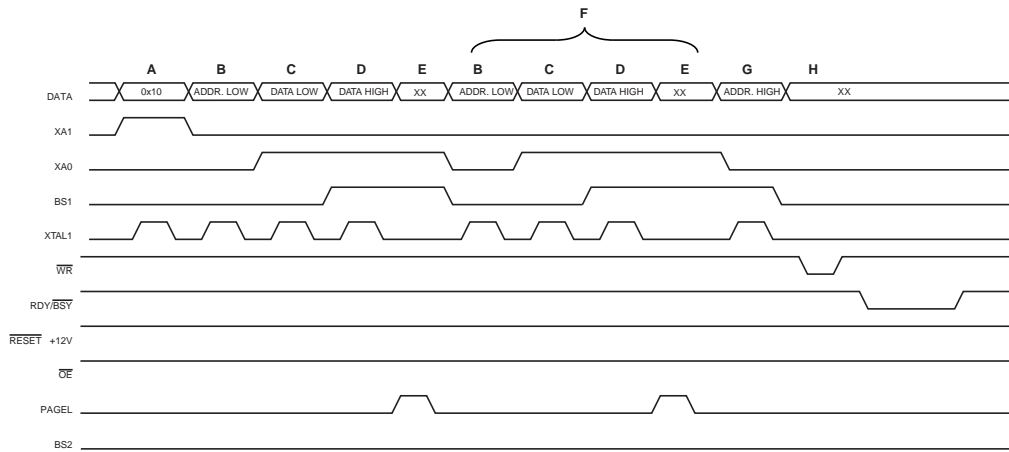 F
A B C D E B C D E G H
DATA 0x10 ADDR. LOW DATA LOW DATA HIGH XX ADDR. LOW DATA LOW DATA HIGH XX ADDR. HIGH XX
XA1
XA0
BS1
XTAL1
WR
RDY/BSY
RESET +12V
OE
PAGEL
BS2